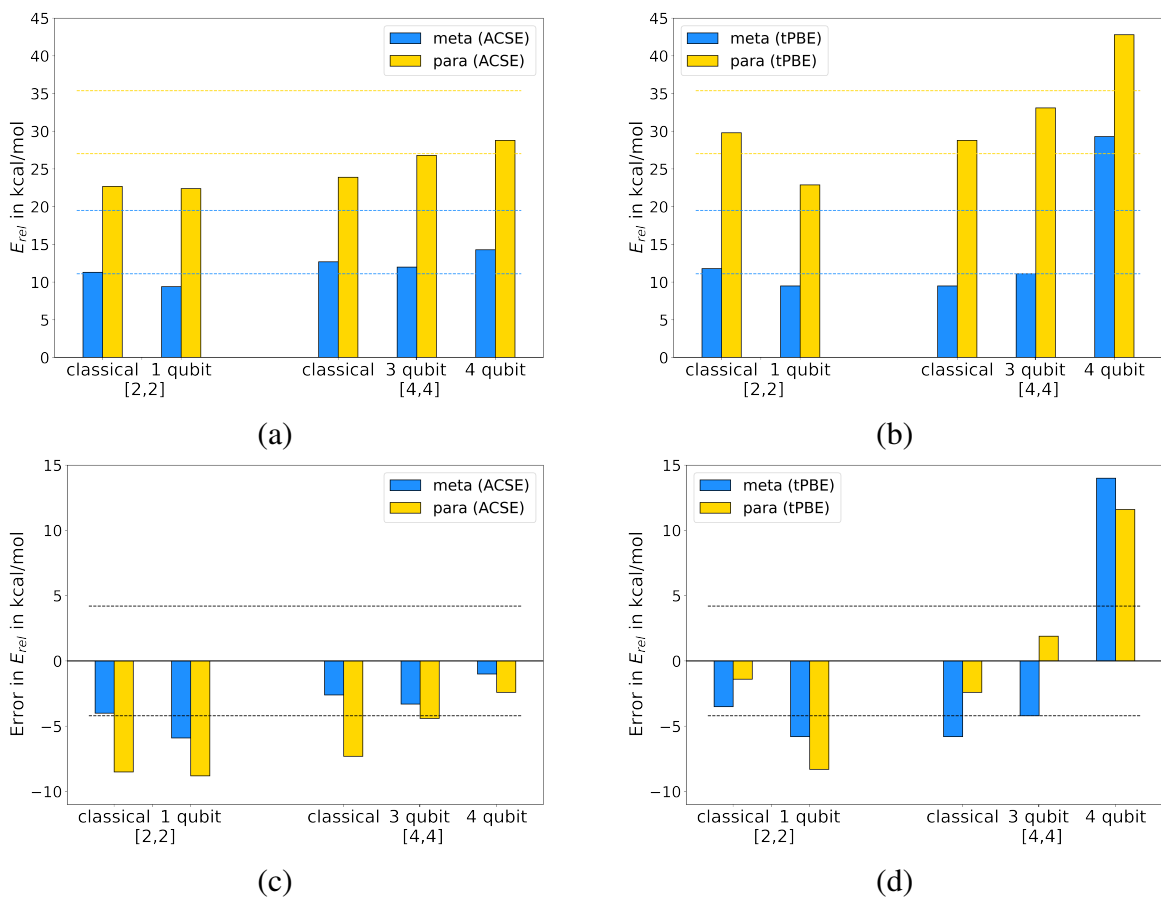 45
40
35
30
25
20
15
10
5
0
E_rel in kcal/mol
meta (ACSE)
para (ACSE)
classical 1 qubit classical 3 qubit 4 qubit
[2,2] [4,4]
(a)
45
40
35
30
25
20
15
10
5
0
E_rel in kcal/mol
meta (tPBE)
para (tPBE)
classical 1 qubit classical 3 qubit 4 qubit
[2,2] [4,4]
(b)
15
10
5
0
−5
−10
Error in E_rel in kcal/mol
meta (ACSE)
para (ACSE)
classical 1 qubit classical 3 qubit 4 qubit
[2,2] [4,4]
(c)
15
10
5
0
−5
−10
Error in E_rel in kcal/mol
meta (tPBE)
para (tPBE)
classical 1 qubit classical 3 qubit 4 qubit
[2,2] [4,4]
(d)